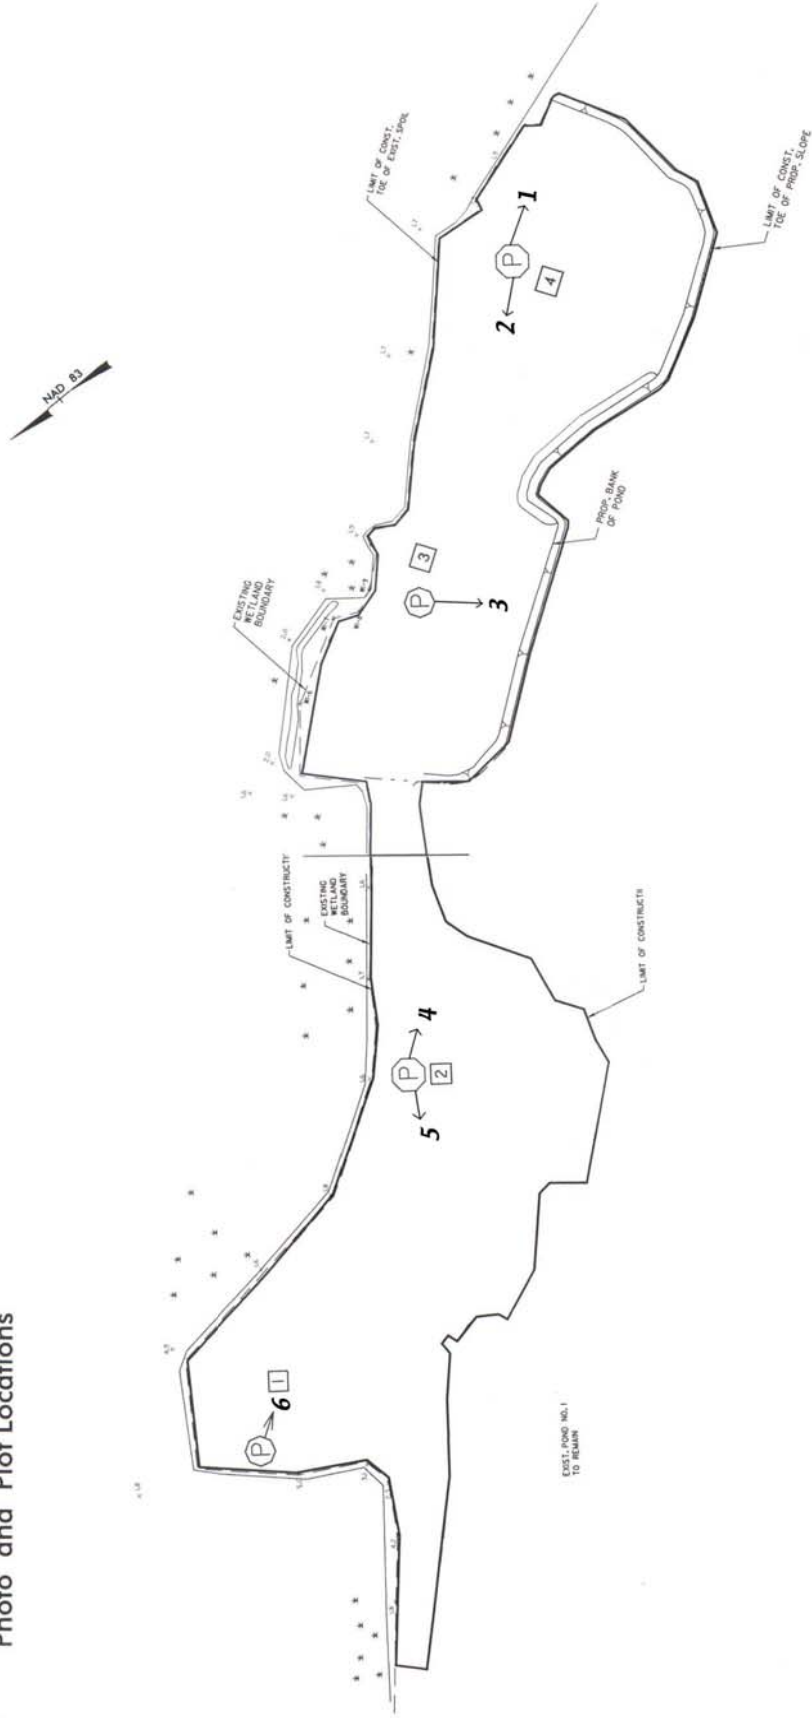 Photo and Plot Locations
NAD 83
LIMIT OF CONST.
TOE OF EXIST. SPOIL
1
P
2
4
LIMIT OF CONST.
TOE OF PROP. SLOPE
PROP. BANK
OF POND
3
P
3
EXISTING
WETLAND
BOUNDARY
LIMIT OF CONSTRUCTI
EXISTING
WETLAND
BOUNDARY
LIMIT OF CONSTRUCTI
4
P
2
5
1
6
P
EXIST. POND NO. 1
TO REMAIN